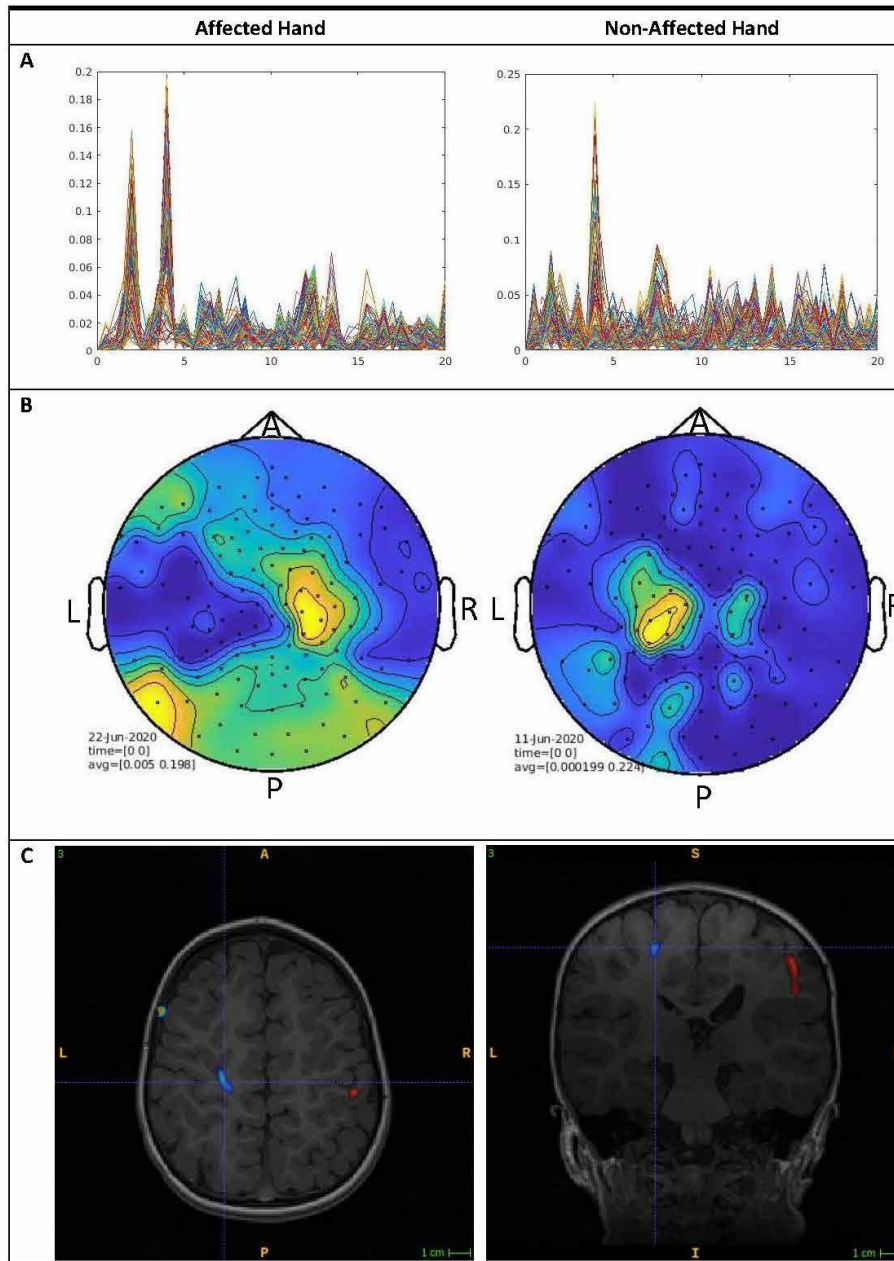 Affected Hand
Non-Affected Hand
A
0.2
0.18
0.16
0.14
0.12
0.1
0.08
0.06
0.04
0.02
0
0
5
10
15
20
0.25
0.2
0.15
0.1
0.05
0
0
5
10
15
20
B
A
L
R
22-Jun-2020
time=[0 0]
avg=[0.005 0.198]
P
A
L
R
11-Jun-2020
time=[0 0]
avg=[0.000199 0.224]
P
C
3
A
L
R
P
1 cm
3
S
L
I
1 cm